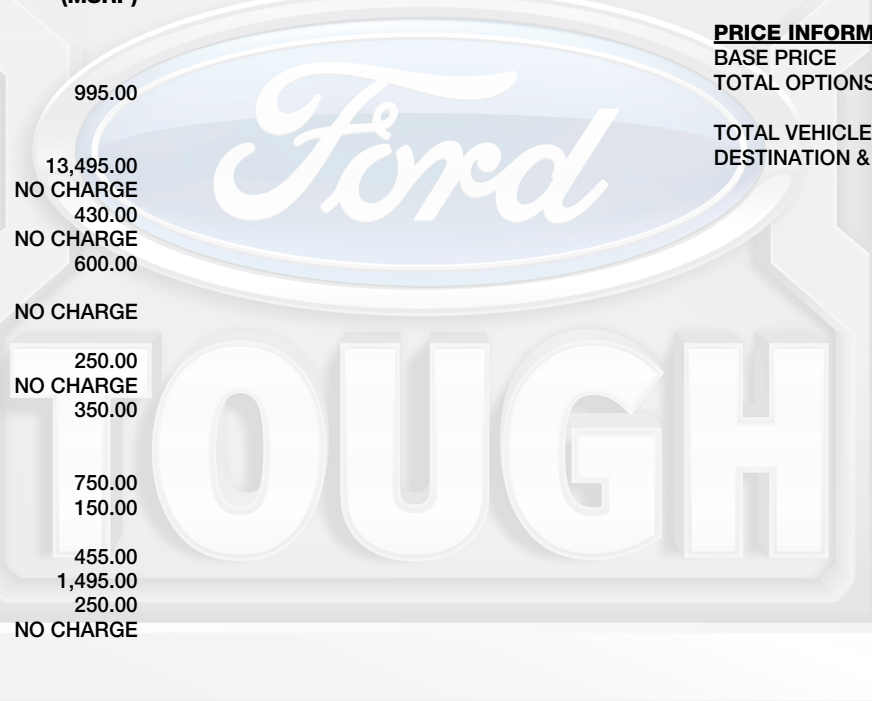 (MSRP)
995.00
13,495.00
NO CHARGE
430.00
NO CHARGE
600.00
NO CHARGE
250.00
NO CHARGE
350.00
750.00
150.00
455.00
1,495.00
250.00
NO CHARGE
PRICE INFORM
BASE PRICE
TOTAL OPTIONS
TOTAL VEHICLE
DESTINATION &
Ford
TOUGH